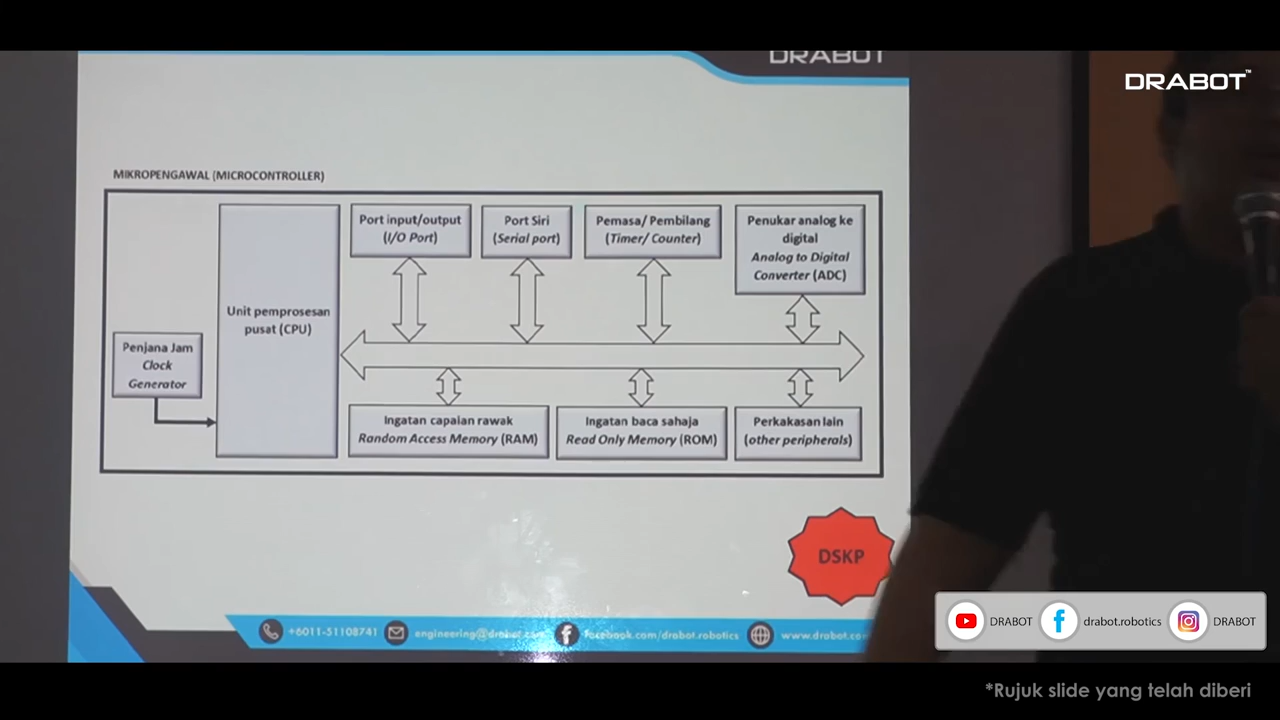 DRABOT
DRABOT™
MIKROPENGAWAL (MICROCONTROLLER)
Port input/output
(I/O Port)
Port Siri
(Serial port)
Pemasa/ Pembilang
(Timer/ Counter)
Penukar analog ke
digital
Analog to Digital
Converter (ADC)
Unit pemprosesan
pusat (CPU)
Penjana Jam
Clock
Generator
Ingatan capaian rawak
Random Access Memory (RAM)
Ingatan baca sahaja
Read Only Memory (ROM)
Perkakasan lain
(other peripherals)
DSKP
+6011-51108741
engineering@drabot.com
facebook.com/drabot.robotics
www.drabot.com
DRABOT
drabot.robotics
DRABOT
*Rujuk slide yang telah diberi